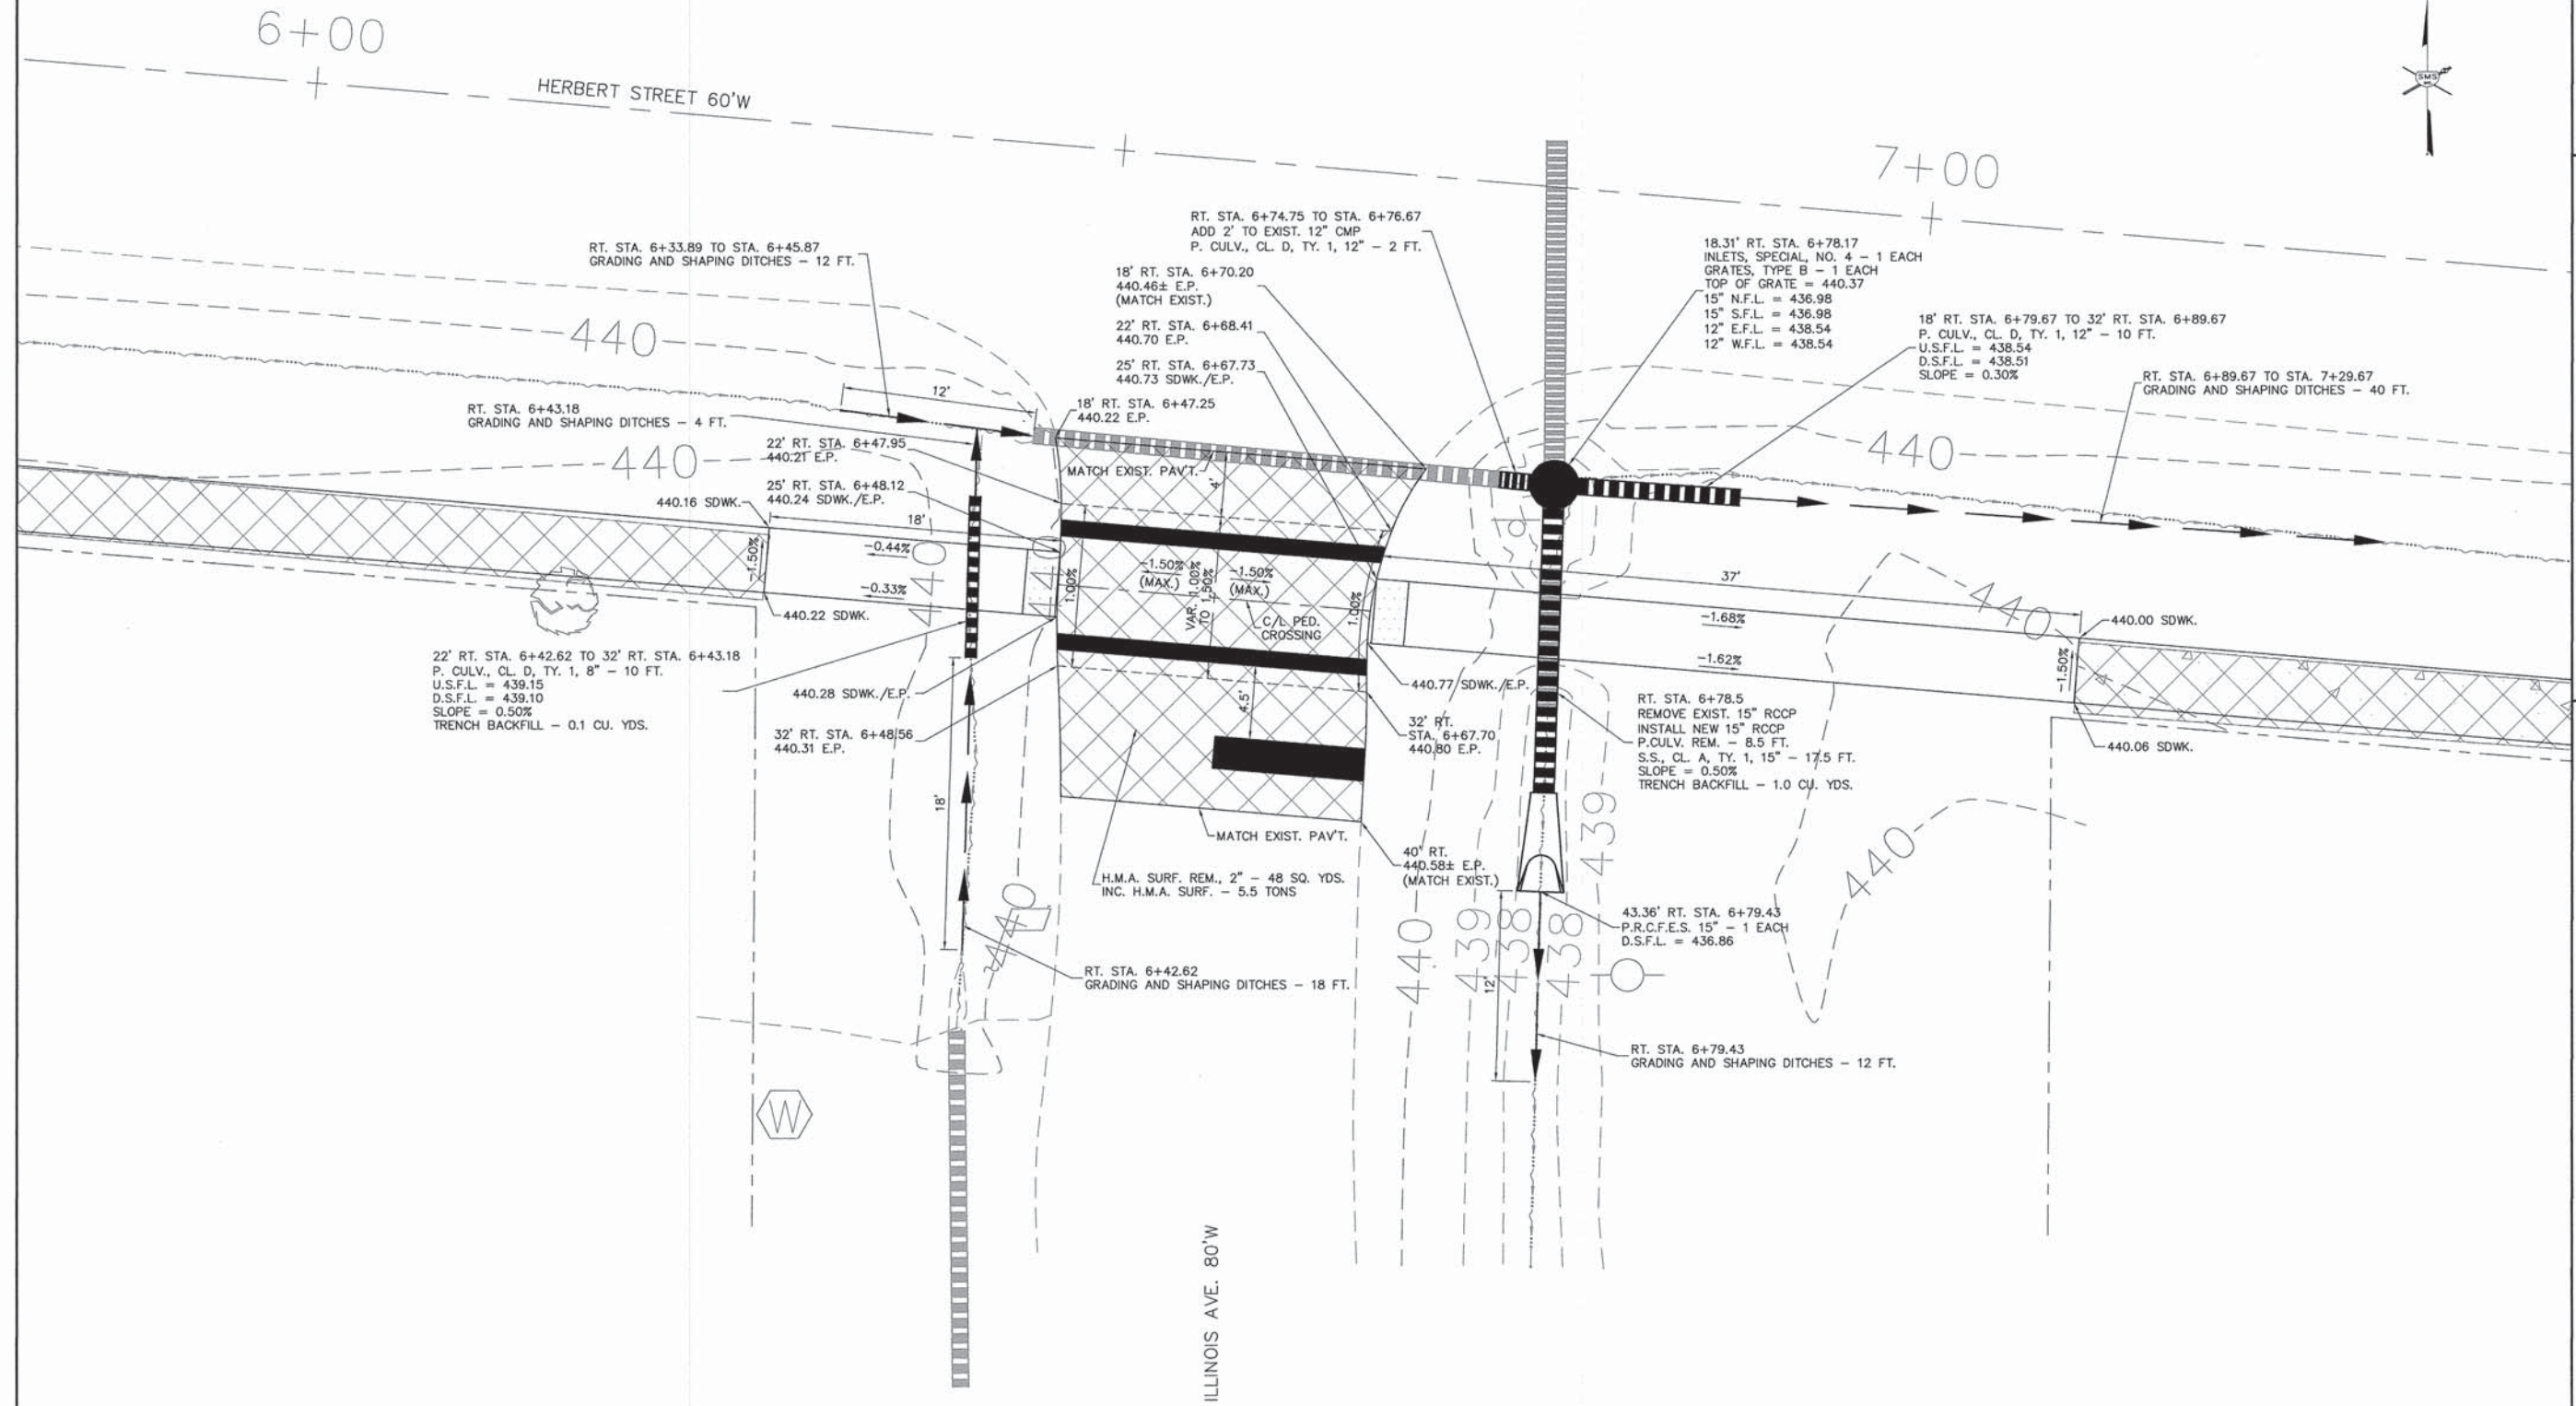 6+00
HERBERT STREET 60'W
7+00
SMS
RT. STA. 6+33.89 TO STA. 6+45.87
GRADING AND SHAPING DITCHES – 12 FT.
RT. STA. 6+74.75 TO STA. 6+76.67
ADD 2' TO EXIST. 12" CMP
P. CULV., CL. D, TY. 1, 12" – 2 FT.
18' RT. STA. 6+70.20
440.46± E.P.
(MATCH EXIST.)
22' RT. STA. 6+68.41
440.70 E.P.
25' RT. STA. 6+67.73
440.73 SDWK./E.P.
18' RT. STA. 6+47.25
440.22 E.P.
18.31' RT. STA. 6+78.17
INLETS, SPECIAL, NO. 4 – 1 EACH
GRATES, TYPE B – 1 EACH
TOP OF GRATE = 440.37
15" N.F.L. = 436.98
15" S.F.L. = 436.98
12" E.F.L. = 438.54
12" W.F.L. = 438.54
18' RT. STA. 6+79.67 TO 32' RT. STA. 6+89.67
P. CULV., CL. D, TY. 1, 12" – 10 FT.
U.S.F.L. = 438.54
D.S.F.L. = 438.51
SLOPE = 0.30%
RT. STA. 6+89.67 TO STA. 7+29.67
GRADING AND SHAPING DITCHES – 40 FT.
440
12'
RT. STA. 6+43.18
GRADING AND SHAPING DITCHES – 4 FT.
440
22' RT. STA. 6+47.95
440.21 E.P.
25' RT. STA. 6+48.12
440.24 SDWK./E.P.
440.16 SDWK.
18'
MATCH EXIST. PAV'T.
4'
440
-1.50%
-0.44%
-0.33%
440
440.22 SDWK.
1.00%
-1.50%
(MAX.)
VAR. 1.00%
TO 1.50%
-1.50%
(MAX.)
C/L PED.
CROSSING
1.00%
37'
-1.68%
-1.62%
440
440.00 SDWK.
-1.50%
440.06 SDWK.
22' RT. STA. 6+42.62 TO 32' RT. STA. 6+43.18
P. CULV., CL. D, TY. 1, 8" – 10 FT.
U.S.F.L. = 439.15
D.S.F.L. = 439.10
SLOPE = 0.50%
TRENCH BACKFILL – 0.1 CU. YDS.
440.28 SDWK./E.P.
32' RT. STA. 6+48.56
440.31 E.P.
4.5'
440.77 SDWK./E.P.
32' RT.
STA. 6+67.70
440.80 E.P.
RT. STA. 6+78.5
REMOVE EXIST. 15" RCCP
INSTALL NEW 15" RCCP
P.CULV. REM. – 8.5 FT.
S.S., CL. A, TY. 1, 15" – 17.5 FT.
SLOPE = 0.50%
TRENCH BACKFILL – 1.0 CU. YDS.
18'
MATCH EXIST. PAV'T.
H.M.A. SURF. REM., 2" – 48 SQ. YDS.
INC. H.M.A. SURF. – 5.5 TONS
40' RT.
440.58± E.P.
(MATCH EXIST.)
439
440
440
440
439
438
438
43.36' RT. STA. 6+79.43
P.R.C.F.E.S. 15" – 1 EACH
D.S.F.L. = 436.86
RT. STA. 6+42.62
GRADING AND SHAPING DITCHES – 18 FT.
12'
RT. STA. 6+79.43
GRADING AND SHAPING DITCHES – 12 FT.
W
ILLINOIS AVE. 80'W